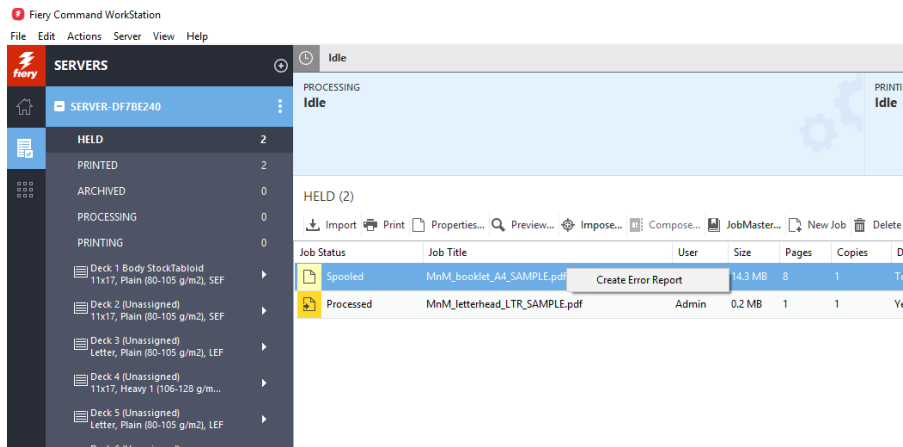 Fiery Command WorkStation
File Edit Actions Server View Help
fiery
SERVERS
SERVER-DF7BE240
HELD 2
PRINTED 2
ARCHIVED 0
PROCESSING 0
PRINTING 0
Deck 1 Body StockTabloid
11x17, Plain (80-105 g/m2), SEF
Deck 2 (Unassigned)
11x17, Plain (80-105 g/m2), SEF
Deck 3 (Unassigned)
Letter, Plain (80-105 g/m2), LEF
Deck 4 (Unassigned)
11x17, Heavy 1 (106-128 g/m...
Deck 5 (Unassigned)
Letter, Plain (80-105 g/m2), LEF
Idle
PROCESSING
Idle
PRINTI
Idle
HELD (2)
Import Print Properties... Preview... Impose... Compose... JobMaster... New Job Delete
Job Status Job Title User Size Pages Copies D
Spooled MnM_booklet_A4_SAMPLE.pdf 14.3 MB 8 1 To
Create Error Report
Processed MnM_letterhead_LTR_SAMPLE.pdf Admin 0.2 MB 1 1 Ye